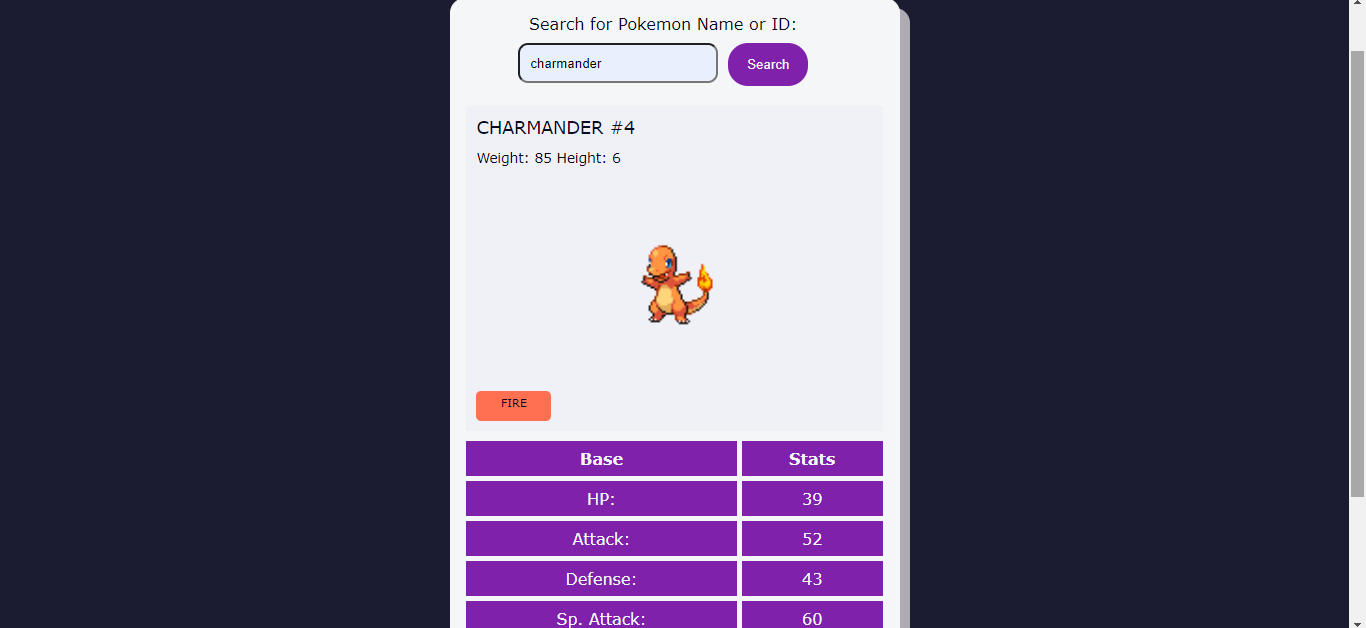 Search for Pokemon Name or ID:
charmander Search
CHARMANDER #4
Weight: 85 Height: 6
FIRE
Base Stats
HP: 39
Attack: 52
Defense: 43
Sp. Attack: 60